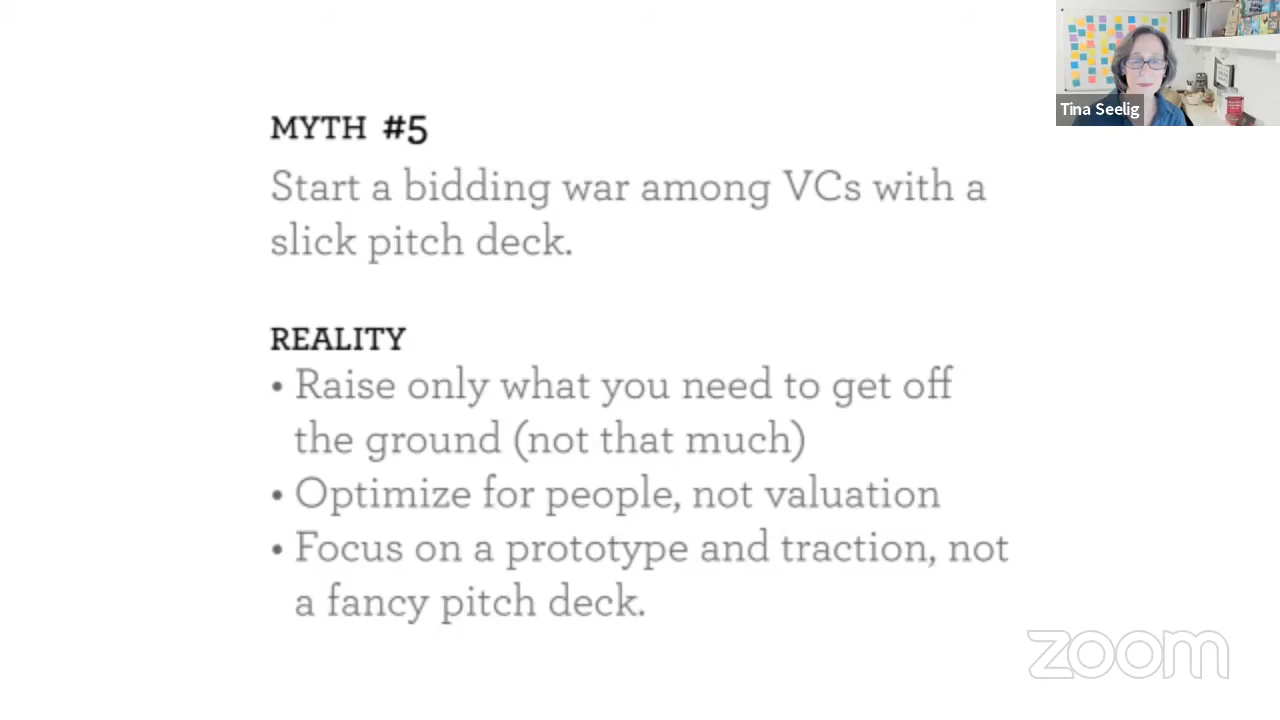 MYTH #5
Start a bidding war among VCs with a
slick pitch deck.
REALITY
• Raise only what you need to get off
the ground (not that much)
• Optimize for people, not valuation
• Focus on a prototype and traction, not
a fancy pitch deck.
Tina Seelig
zoom